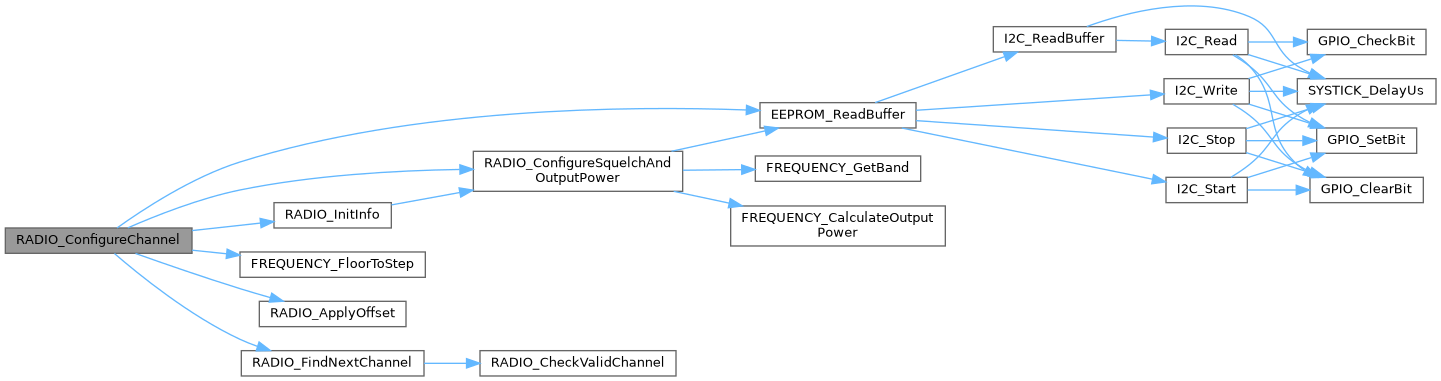 RADIO_ConfigureChannel
EEPROM_ReadBuffer
RADIO_ConfigureSquelchAnd
OutputPower
RADIO_InitInfo
FREQUENCY_FloorToStep
RADIO_ApplyOffset
RADIO_FindNextChannel
RADIO_CheckValidChannel
FREQUENCY_GetBand
FREQUENCY_CalculateOutput
Power
I2C_ReadBuffer
I2C_Read
I2C_Write
I2C_Stop
I2C_Start
GPIO_CheckBit
SYSTICK_DelayUs
GPIO_SetBit
GPIO_ClearBit